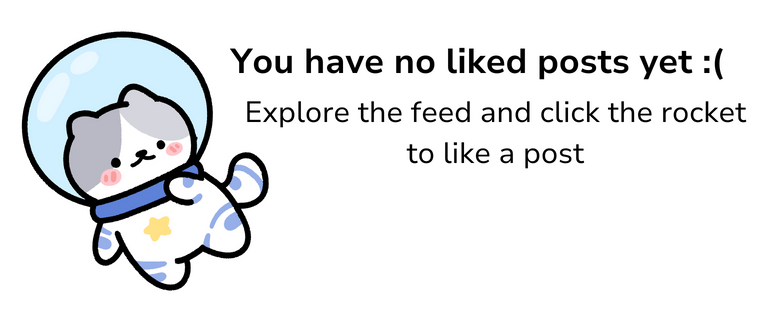 You have no liked posts yet :(
Explore the feed and click the rocket
to like a post